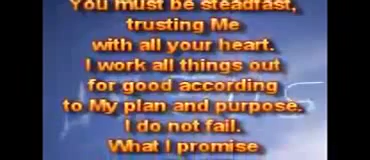 You must be steadfast,
trusting Me
with all your heart.
I work all things out
for good according
to My plan and purpose.
I do not fail.
What I promise